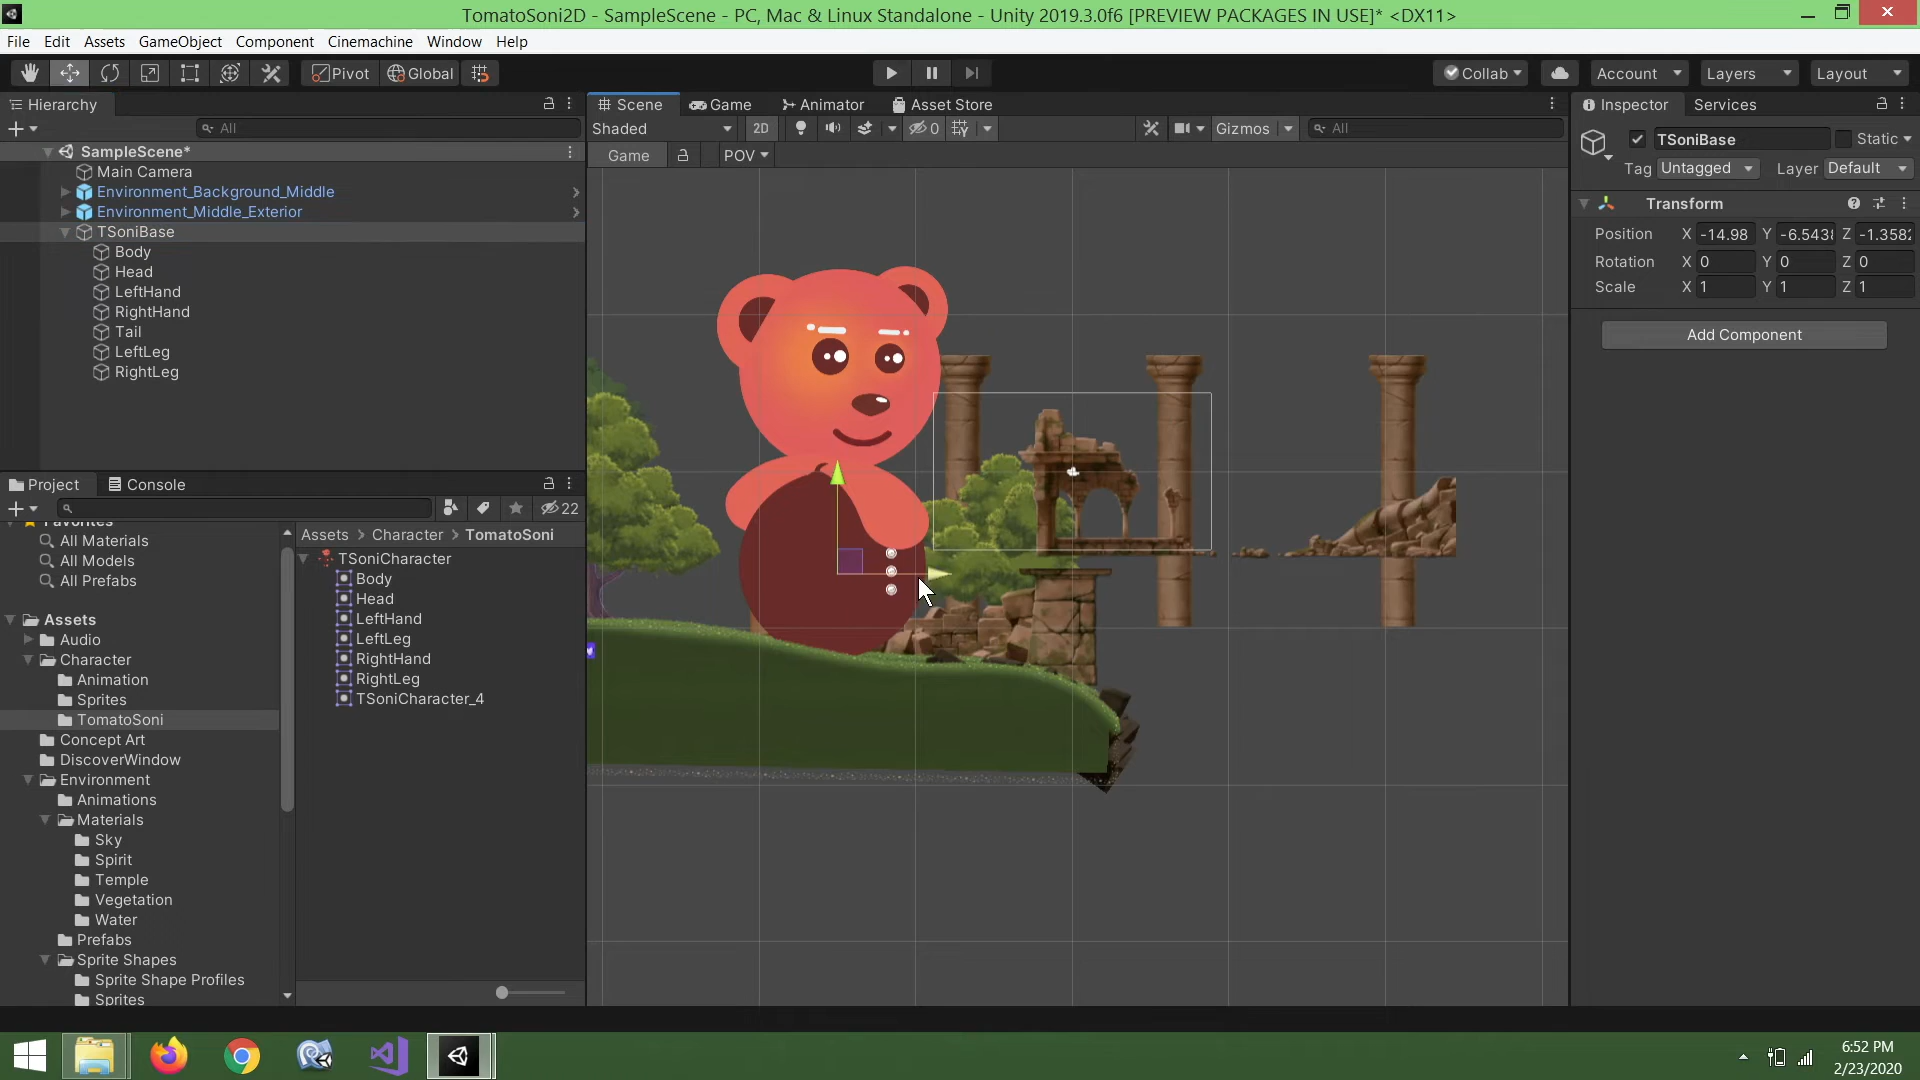 TomatoSoni2D - SampleScene - PC, Mac & Linux Standalone - Unity 2019.3.0f6 [PREVIEW PACKAGES IN USE]* <DX11>
File Edit Assets GameObject Component Cinemachine Window Help
Pivot Global Collab Account Layers Layout
Hierarchy
All
SampleScene*
Main Camera
Environment_Background_Middle
Environment_Middle_Exterior
TSoniBase
Body
Head
LeftHand
RightHand
Tail
LeftLeg
RightLeg
Scene Game Animator Asset Store
Shaded 2D 0 Gizmos All
Game POV
Inspector Services
TSoniBase Static
Tag Untagged Layer Default
Transform
Position X -14.98 Y -6.543 Z -1.358
Rotation X 0 Y 0 Z 0
Scale X 1 Y 1 Z 1
Add Component
Project Console
22
Favorites
All Materials
All Models
All Prefabs
Assets
Audio
Character
Animation
Sprites
TomatoSoni
Concept Art
DiscoverWindow
Environment
Animations
Materials
Sky
Spirit
Temple
Vegetation
Water
Prefabs
Sprite Shapes
Sprite Shape Profiles
Sprites
Assets > Character > TomatoSoni
TSoniCharacter
Body
Head
LeftHand
LeftLeg
RightHand
RightLeg
TSoniCharacter_4
6:52 PM
2/23/2020